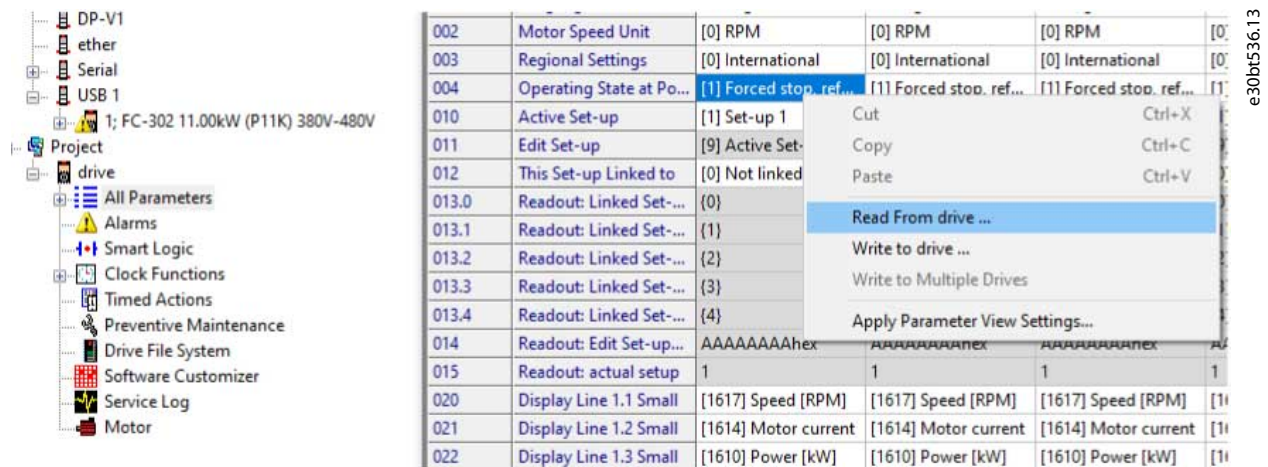 DP-V1
ether
Serial
USB 1
1; FC-302 11.00kW (P11K) 380V-480V
Project
drive
All Parameters
Alarms
Smart Logic
Clock Functions
Timed Actions
Preventive Maintenance
Drive File System
Software Customizer
Service Log
Motor
002 Motor Speed Unit [0] RPM [0] RPM [0] RPM [0]
003 Regional Settings [0] International [0] International [0] International [0]
004 Operating State at Po... [1] Forced stop, ref... [1] Forced stop, ref... [1] Forced stop, ref... [1]
010 Active Set-up [1] Set-up 1
011 Edit Set-up [9] Active Set-
012 This Set-up Linked to [0] Not linked
013.0 Readout: Linked Set-... {0}
013.1 Readout: Linked Set-... {1}
013.2 Readout: Linked Set-... {2}
013.3 Readout: Linked Set-... {3}
013.4 Readout: Linked Set-... {4}
014 Readout: Edit Set-up... AAAAAAAAhex AAAAAAAAhex AAAAAAAAhex
015 Readout: actual setup 1 1 1 1
020 Display Line 1.1 Small [1617] Speed [RPM] [1617] Speed [RPM] [1617] Speed [RPM]
021 Display Line 1.2 Small [1614] Motor current [1614] Motor current [1614] Motor current
022 Display Line 1.3 Small [1610] Power [kW] [1610] Power [kW] [1610] Power [kW]
Cut Ctrl+X
Copy Ctrl+C
Paste Ctrl+V
Read From drive ...
Write to drive ...
Write to Multiple Drives
Apply Parameter View Settings...
e30bt536.13